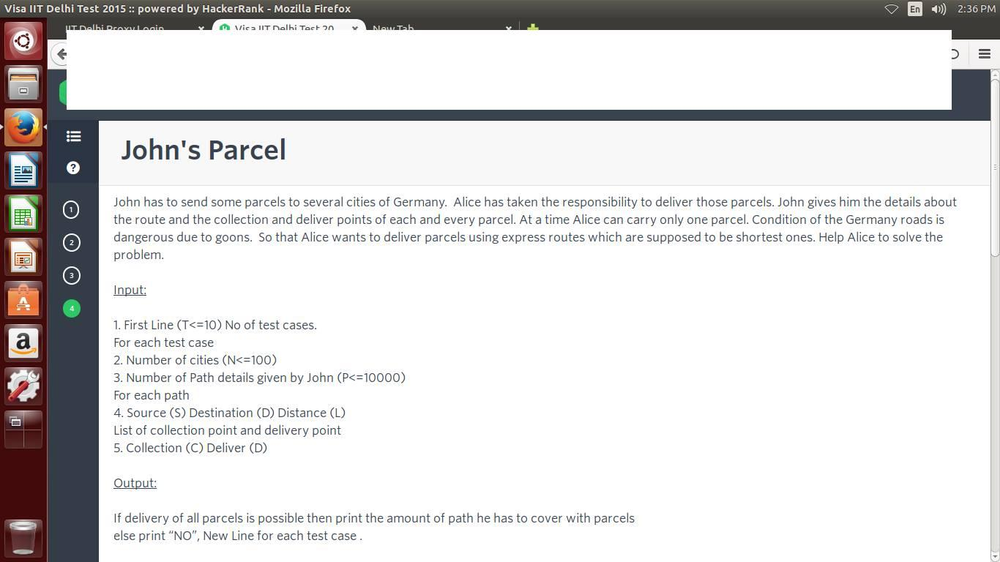 Visa IIT Delhi Test 2015 :: powered by HackerRank - Mozilla Firefox
En
2:36 PM
IIT Delhi Proxy Login
Visa IIT Delhi Test 20
New Tab
John's Parcel
?
1
2
3
4
John has to send some parcels to several cities of Germany.  Alice has taken the responsibility to deliver those parcels. John gives him the details about
the route and the collection and deliver points of each and every parcel. At a time Alice can carry only one parcel. Condition of the Germany roads is
dangerous due to goons.  So that Alice wants to deliver parcels using express routes which are supposed to be shortest ones. Help Alice to solve the
problem.
Input:
1. First Line (T<=10) No of test cases.
For each test case
2. Number of cities (N<=100)
3. Number of Path details given by John (P<=10000)
For each path
4. Source (S) Destination (D) Distance (L)
List of collection point and delivery point
5. Collection (C) Deliver (D)
Output:
If delivery of all parcels is possible then print the amount of path he has to cover with parcels
else print “NO”, New Line for each test case .
a